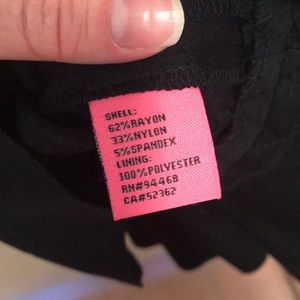 SHELL:
62%RAYON
33%NYLON
5%SPANDEX
LINING:
100%POLYESTER
RN#94468
CA#52362